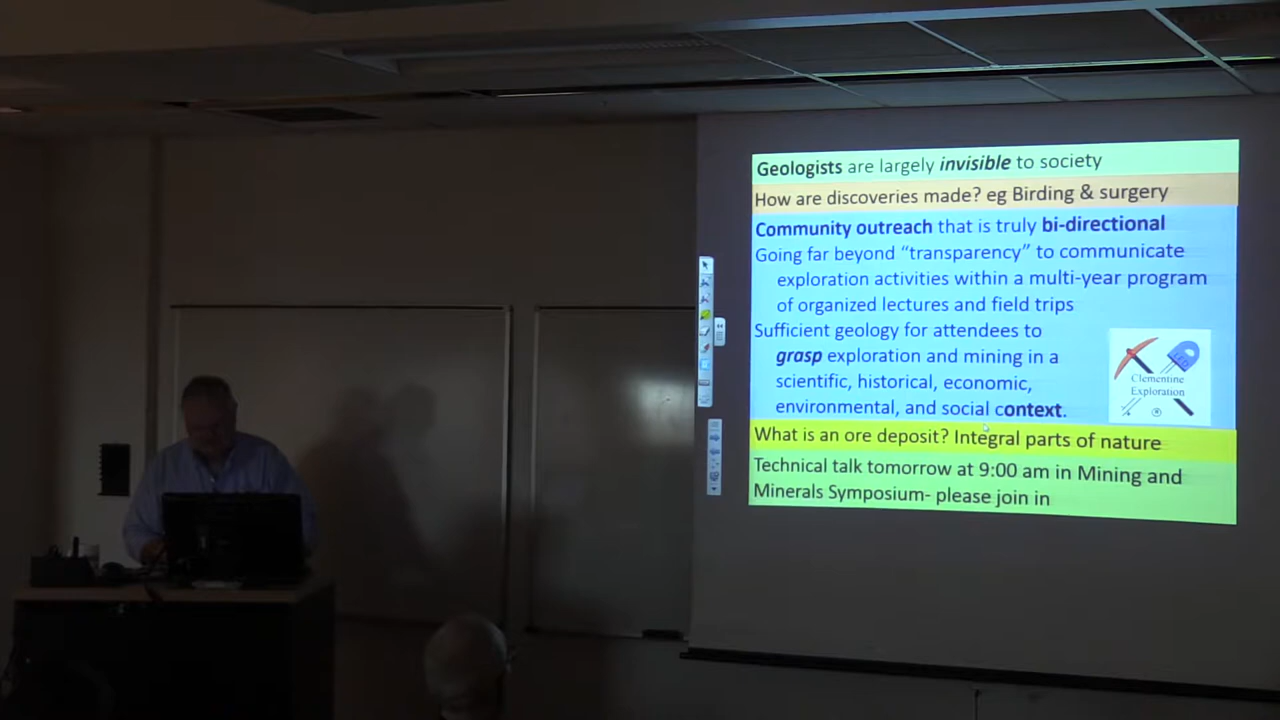 Geologists are largely invisible to society
How are discoveries made? eg Birding & surgery
Community outreach that is truly bi-directional
Going far beyond “transparency” to communicate
exploration activities within a multi-year program
of organized lectures and field trips
Sufficient geology for attendees to
grasp exploration and mining in a
scientific, historical, economic,
environmental, and social context.
Clementine
Exploration
What is an ore deposit? Integral parts of nature
Technical talk tomorrow at 9:00 am in Mining and
Minerals Symposium- please join in